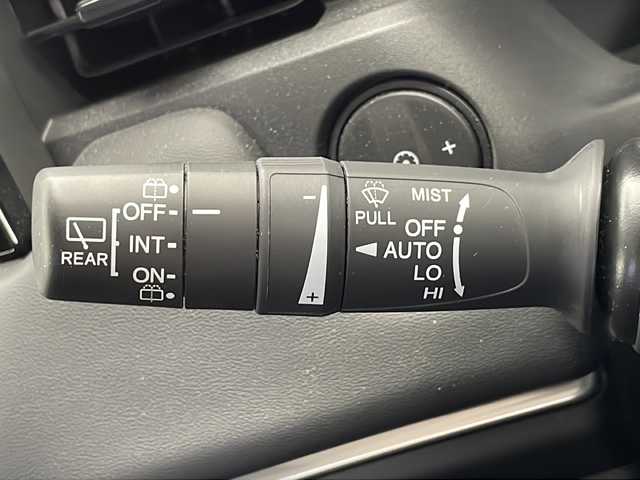 REAR
OFF
INT
ON
− +
PULL
MIST
OFF
AUTO
LO
HI
+